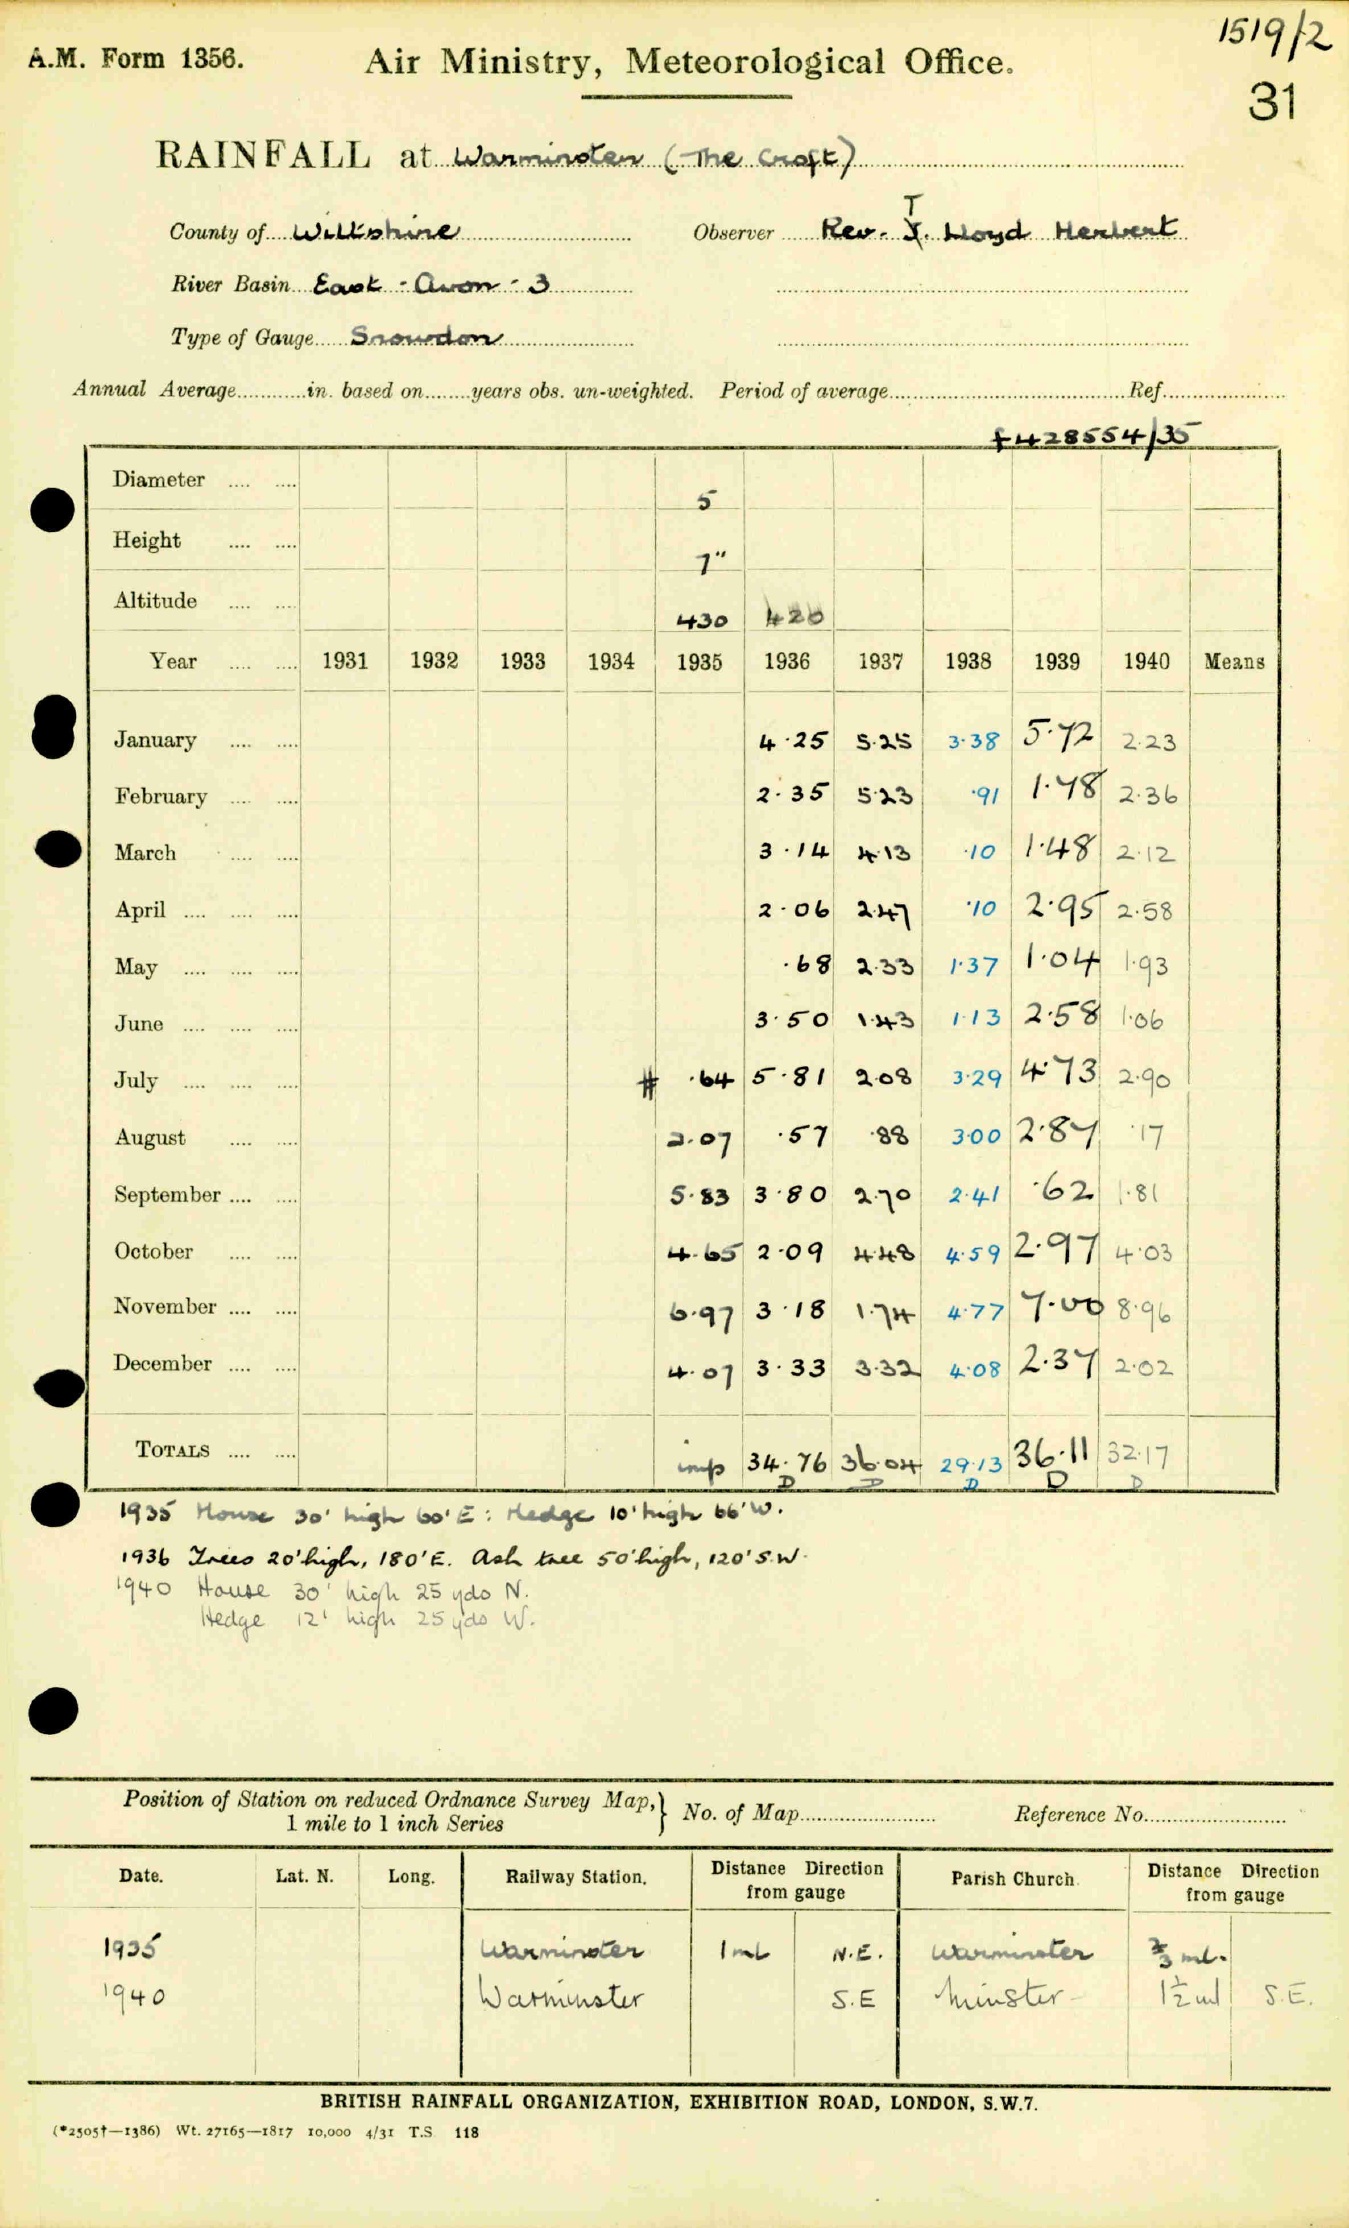 1519/2
A.M. Form 1356. Air Ministry, Meteorological Office.
31
RAINFALL at Warminster (The Croft)
T
County of Wiltshire Observer Rev. J. Lloyd Herbert
River Basin East - Avon - 3
Type of Gauge Snowdon
Annual Average in. based on years obs. un-weighted. Period of average Ref.
f428554/35
Diameter 5
Height 7"
Altitude 430 420
Year 1931 1932 1933 1934 1935 1936 1937 1938 1939 1940 Means
January 4.25 5.25 3.38 5.72 2.23
February 2.35 5.23 .91 1.78 2.36
March 3.14 4.13 .10 1.48 2.12
April 2.06 2.47 .10 2.95 2.58
May .68 2.33 1.37 1.04 1.93
June 3.50 1.43 1.13 2.58 1.06
July # .64 5.81 2.08 3.29 4.73 2.90
August 2.07 .57 .88 3.00 2.87 .17
September 5.83 3.80 2.70 2.41 .62 1.81
October 4.65 2.09 4.48 4.59 2.97 4.03
November 6.97 3.18 1.74 4.77 7.00 8.96
December 4.07 3.33 3.32 4.08 2.37 2.02
TOTALS imp 34.76 36.04 29.13 36.11 32.17
D D D D D
1935 House 30' high 60' E: Hedge 10' high 66' W.
1936 Trees 20' high, 180' E. Ash tree 50' high, 120' S.W.
1940 House 30' high 25 yds N.
Hedge 12' high 25 yds W.
Position of Station on reduced Ordnance Survey Map, } No. of Map Reference No.
1 mile to 1 inch Series
Date. Lat. N. Long. Railway Station. Distance Direction from gauge Parish Church Distance Direction from gauge
1935 Warminster 1 ml N.E. Warminster 2/3 ml.
1940 Warminster S.E Minster 1½ ml S.E.
BRITISH RAINFALL ORGANIZATION, EXHIBITION ROAD, LONDON, S.W.7.
(*2505†—1386) Wt. 27165—1817 10,000 4/31 T.S. 118